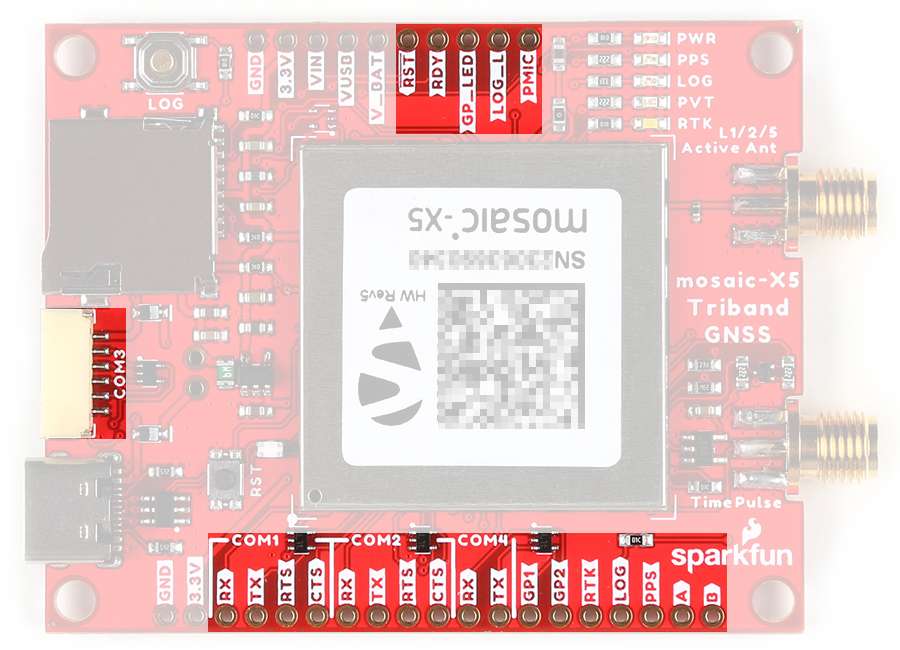 GND 3.3V VIN VUSB V_BAT RST RDY GP_LED LOG_L PMIC
PWR
PPS
LOG
PVT
RTK
LOG
L1/2/5
Active Ant
mosaic-X5
HW Rev5
COM3
mosaic-X5
Triband
GNSS
RST
TimePulse
COM1 COM2 COM4
sparkfun
GND 3.3V RX TX RTS CTS RX TX RTS CTS RX TX GP1 GP2 RTK LOG PPS A B